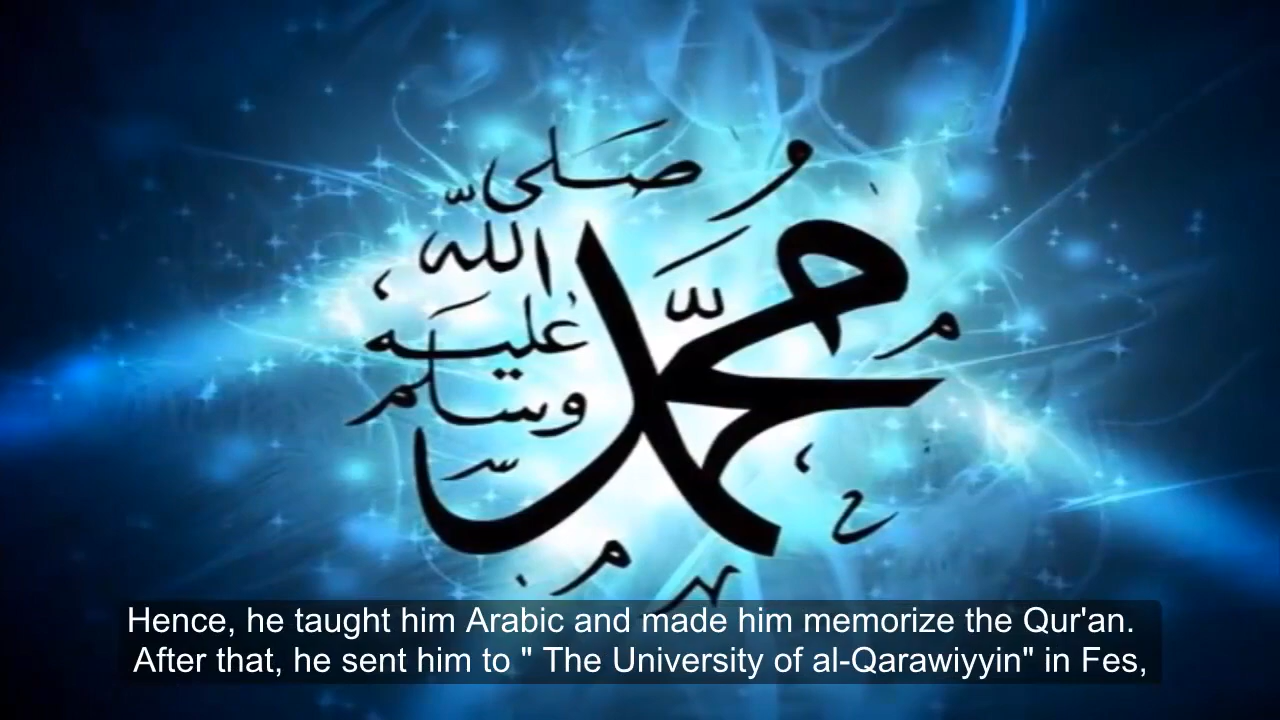 محمد
صلى
الله
عليه
وسلم
Hence, he taught him Arabic and made him memorize the Qur'an.
After that, he sent him to " The University of al-Qarawiyyin" in Fes,